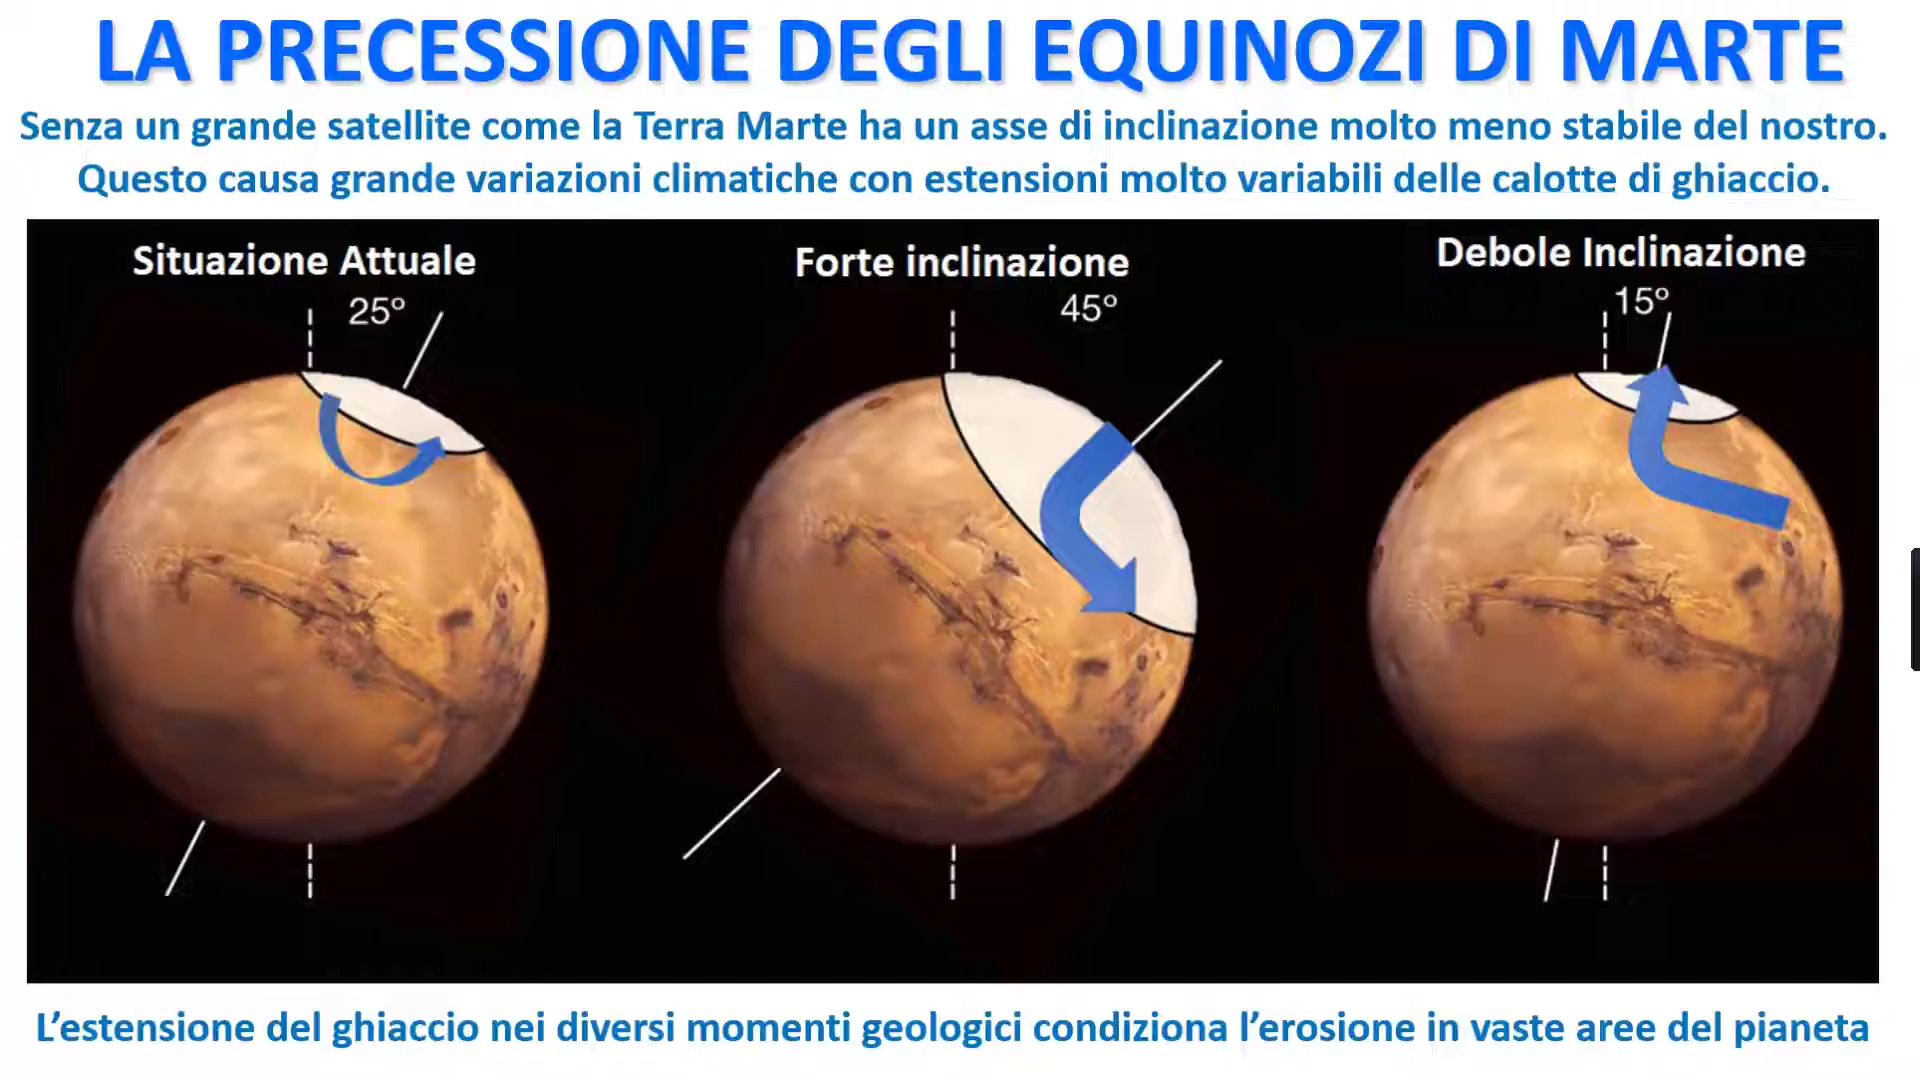 LA PRECESSIONE DEGLI EQUINOZI DI MARTE
Senza un grande satellite come la Terra Marte ha un asse di inclinazione molto meno stabile del nostro.
Questo causa grande variazioni climatiche con estensioni molto variabili delle calotte di ghiaccio.
Situazione Attuale
25º
Forte inclinazione
45º
Debole Inclinazione
15º
L’estensione del ghiaccio nei diversi momenti geologici condiziona l’erosione in vaste aree del pianeta